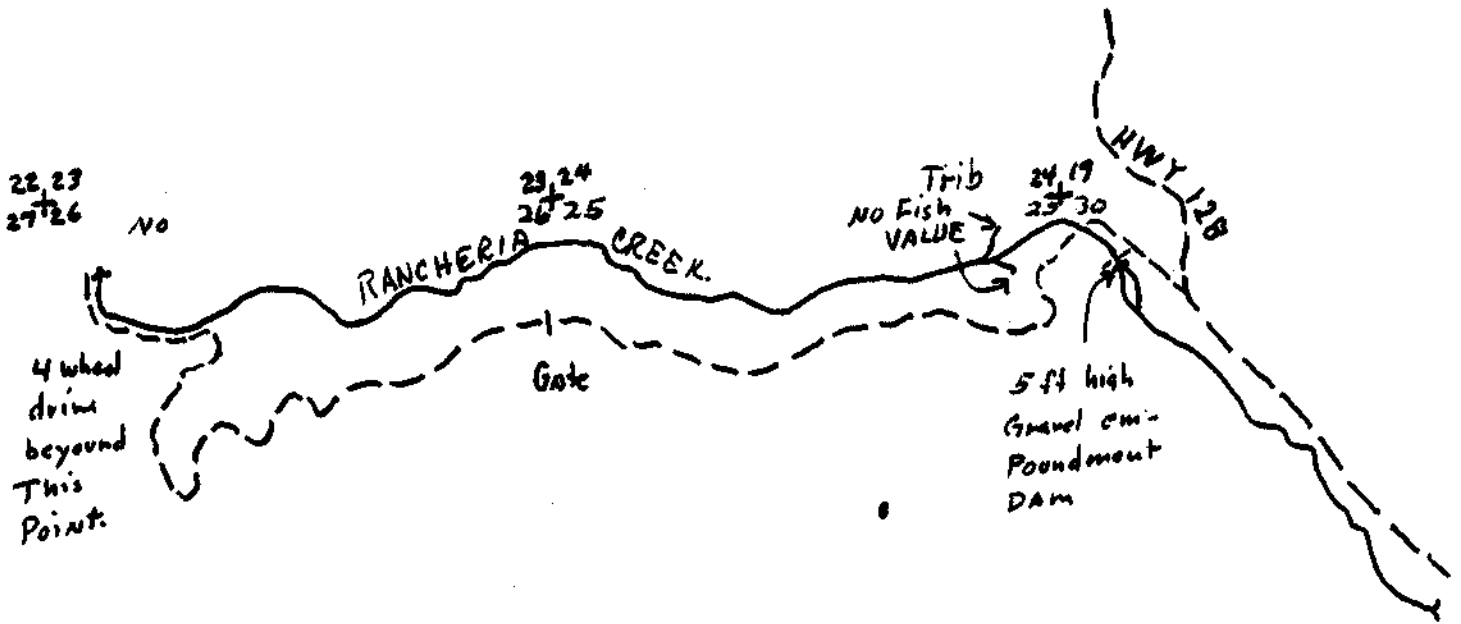 22 23
27 26
NO
23 24
26 25
RANCHERIA CREEK.
Trib
NO Fish
VALUE
24 19
25 30
HWY 128
4 wheel
drive
beyound
This
Point.
Gate
5 ft high
Gravel em-
Poundment
DAM